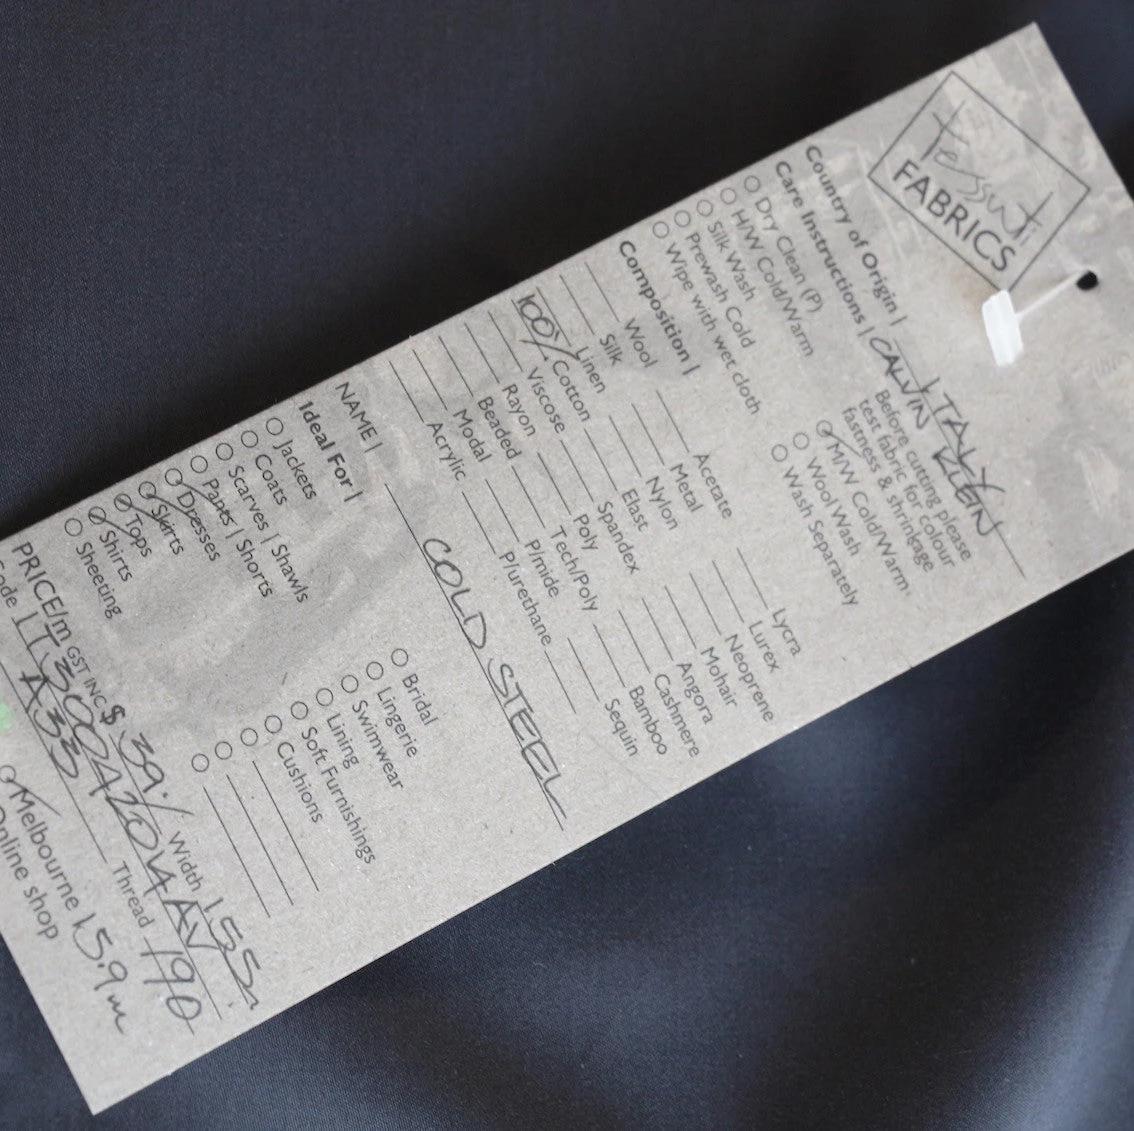 Tessuti
FABRICS
Country of Origin | ITALY
Care Instructions | CALVIN KLEIN
Dry Clean (P)
H/W Cold/Warm
Silk Wash
Prewash Cold
Wipe with wet cloth
Before cutting please
test fabric for colour
fastness & shrinkage
M/W Cold/Warm
Wool Wash
Wash Separately
Composition |
Wool Acetate Lycra
Silk Metal Lurex
Linen Nylon Neoprene
100% Cotton Elast Mohair
Viscose Spandex Angora
Rayon Poly Cashmere
Beaded Tech/Poly Bamboo
Modal P/mide Sequin
Acrylic P/urethane
NAME | COLD STEEL
Ideal For |
Jackets Bridal
Coats Lingerie
Scarves | Shawls Swimwear
Pants | Shorts Lining
Dresses Soft Furnishings
Skirts Cushions
Tops
Shirts
Sheeting
PRICE/m GST INC $ 39./ Width 155
Thread 190
A33
Melbourne 15.9m
Online shop